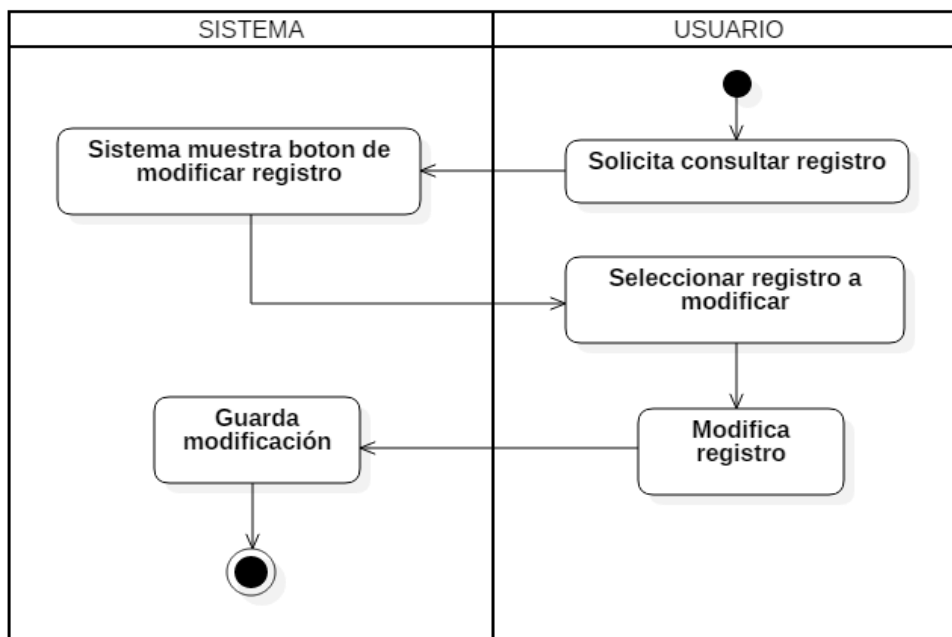 SISTEMA
USUARIO
Solicita consultar registro
Sistema muestra boton de
modificar registro
Seleccionar registro a
modificar
Modifica
registro
Guarda
modificación